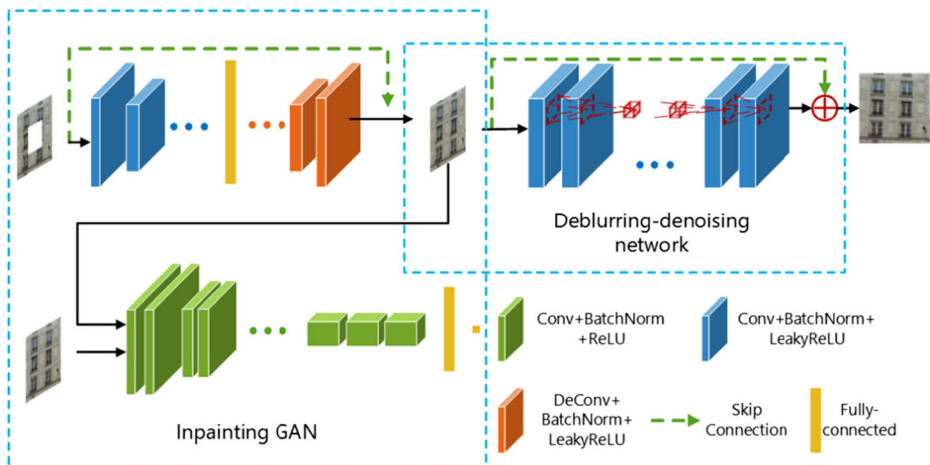 Deblurring-denoising
network
Inpainting GAN
Conv+BatchNorm
+ReLU
Conv+BatchNorm+
LeakyReLU
DeConv+
BatchNorm+
LeakyReLU
Skip
Connection
Fully-
connected